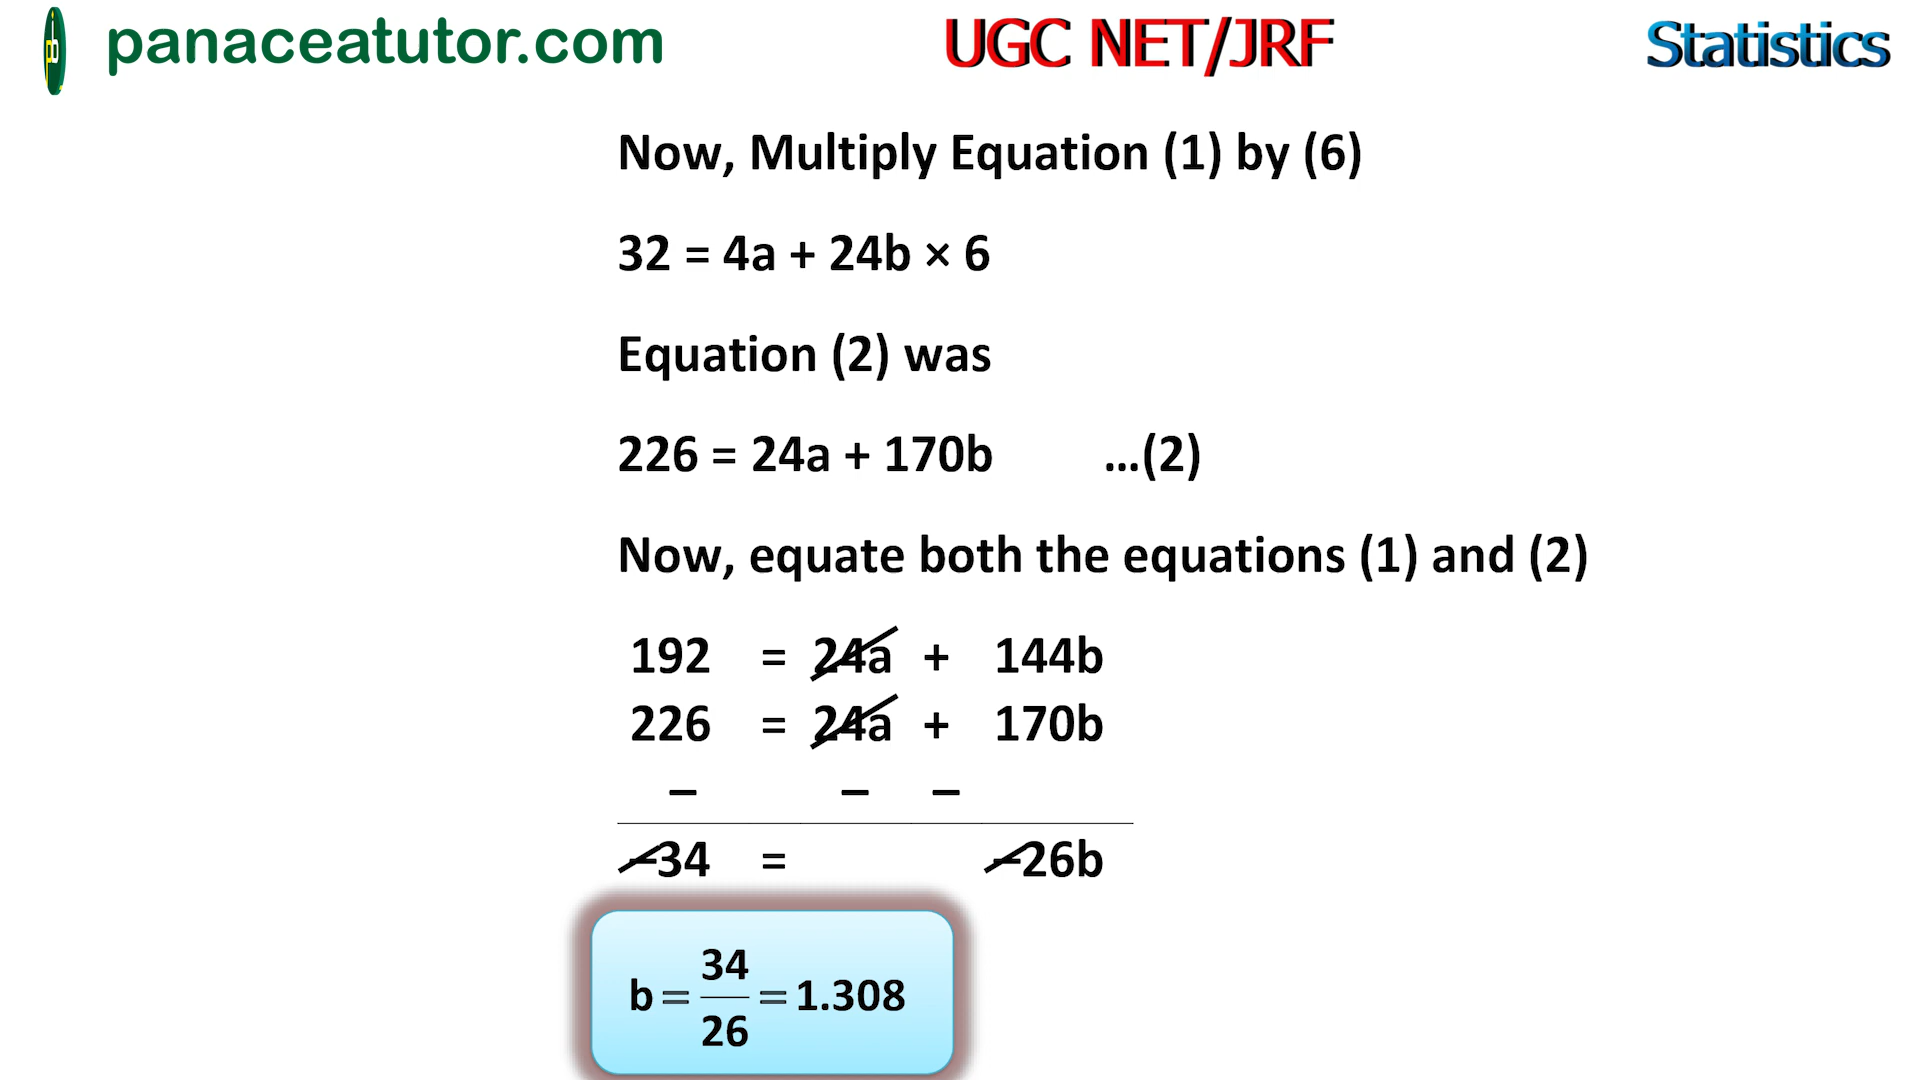 panaceatutor.com
UGC NET/JRF
Statistics
Now, Multiply Equation (1) by (6)
32 = 4a + 24b × 6
Equation (2) was
226 = 24a + 170b ...(2)
Now, equate both the equations (1) and (2)
192 = 24a + 144b
226 = 24a + 170b
– – –
–34 = –26b
b = 34/26 = 1.308